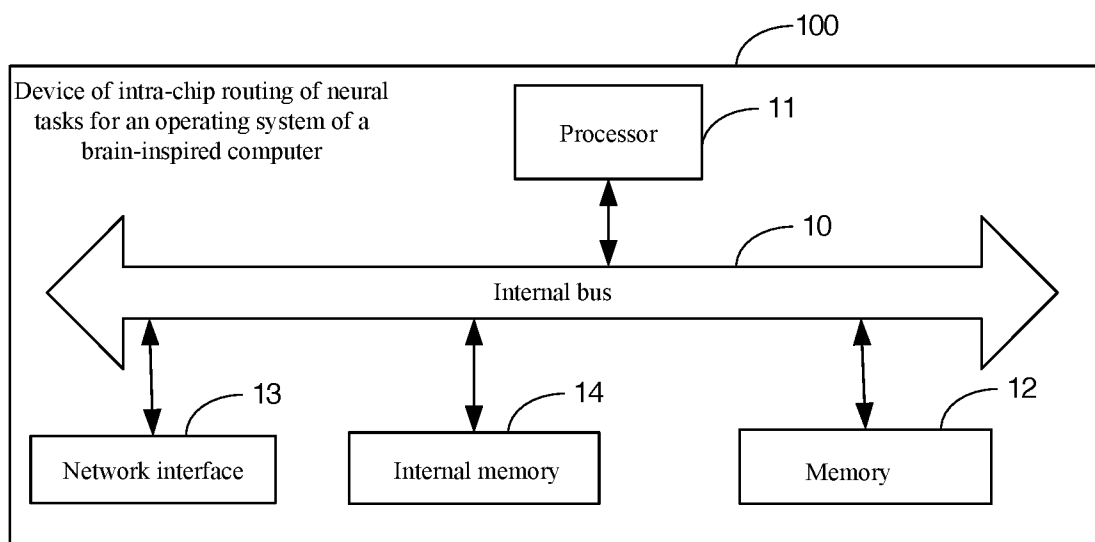 100
Device of intra-chip routing of neural
tasks for an operating system of a
brain-inspired computer
11
Processor
10
Internal bus
13
14
12
Network interface
Internal memory
Memory